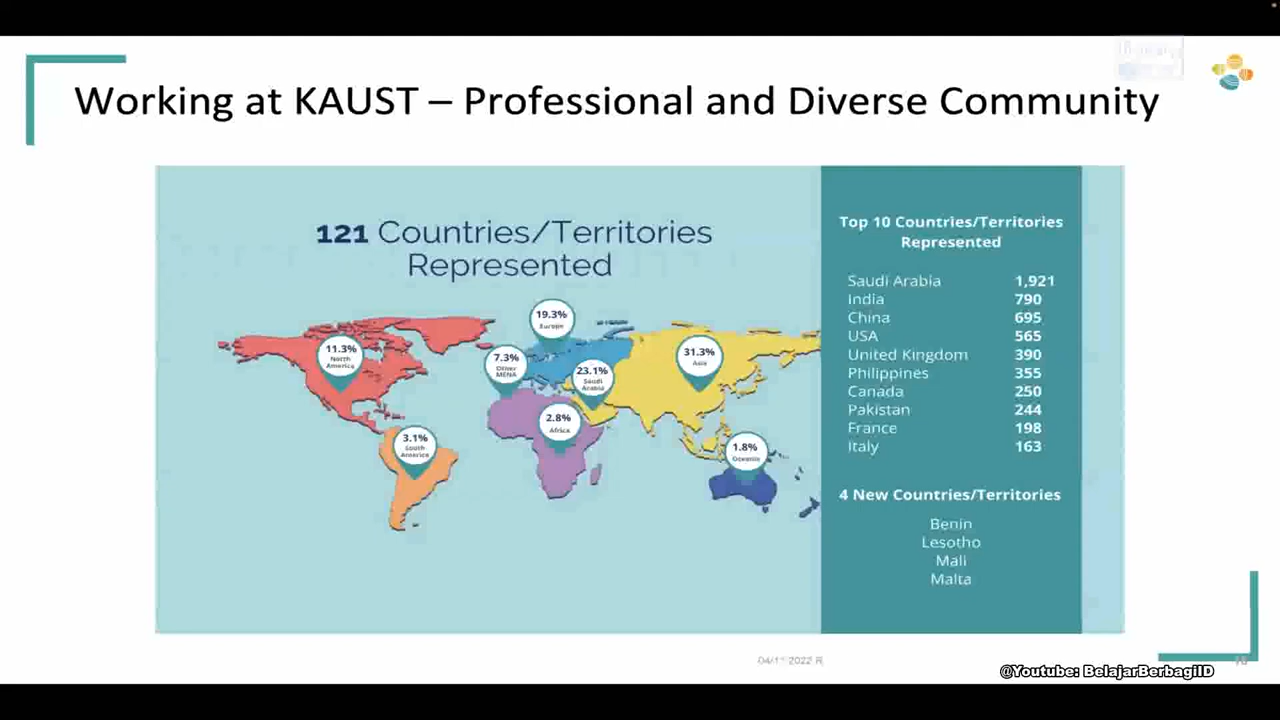 Working at KAUST – Professional and Diverse Community
121 Countries/Territories
Represented
19.3%
Europe
11.3%
North
America
7.3%
Other
MENA
31.3%
Asia
23.1%
Saudi
Arabia
2.8%
Africa
3.1%
South
America
1.8%
Oceania
Top 10 Countries/Territories
Represented
Saudi Arabia 1,921
India 790
China 695
USA 565
United Kingdom 390
Philippines 355
Canada 250
Pakistan 244
France 198
Italy 163
4 New Countries/Territories
Benin
Lesotho
Mali
Malta
2022
@Youtube: BelajarBerbagiID